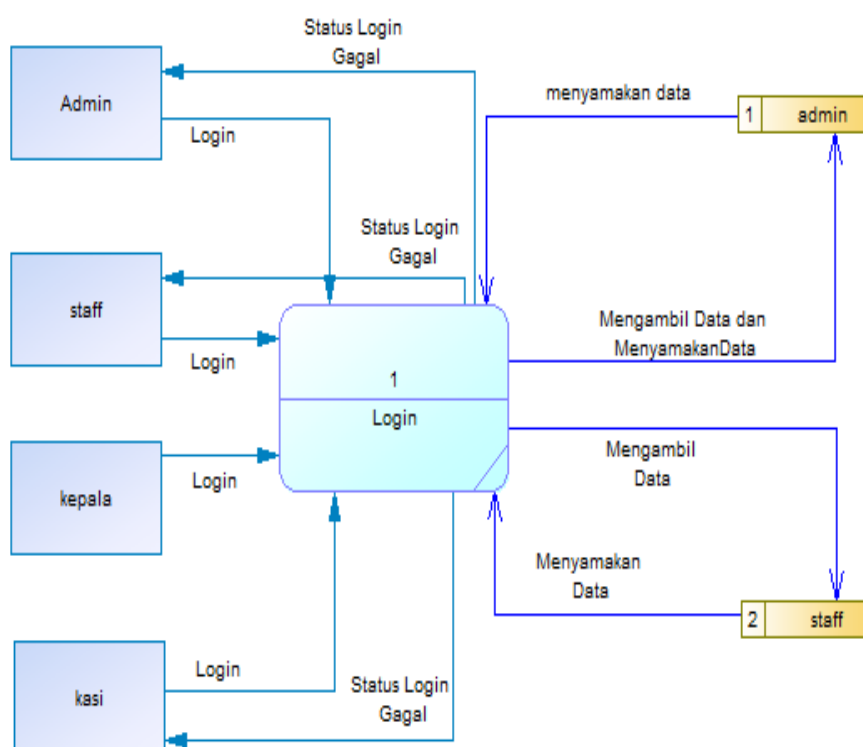 Status Login
Gagal
Admin
Login
menyamakan data
1
admin
Status Login
Gagal
staff
Login
Mengambil Data dan
MenyamakanData
1
Login
Mengambil
Data
kepala
Login
Menyamakan
Data
2
staff
kasi
Login
Status Login
Gagal